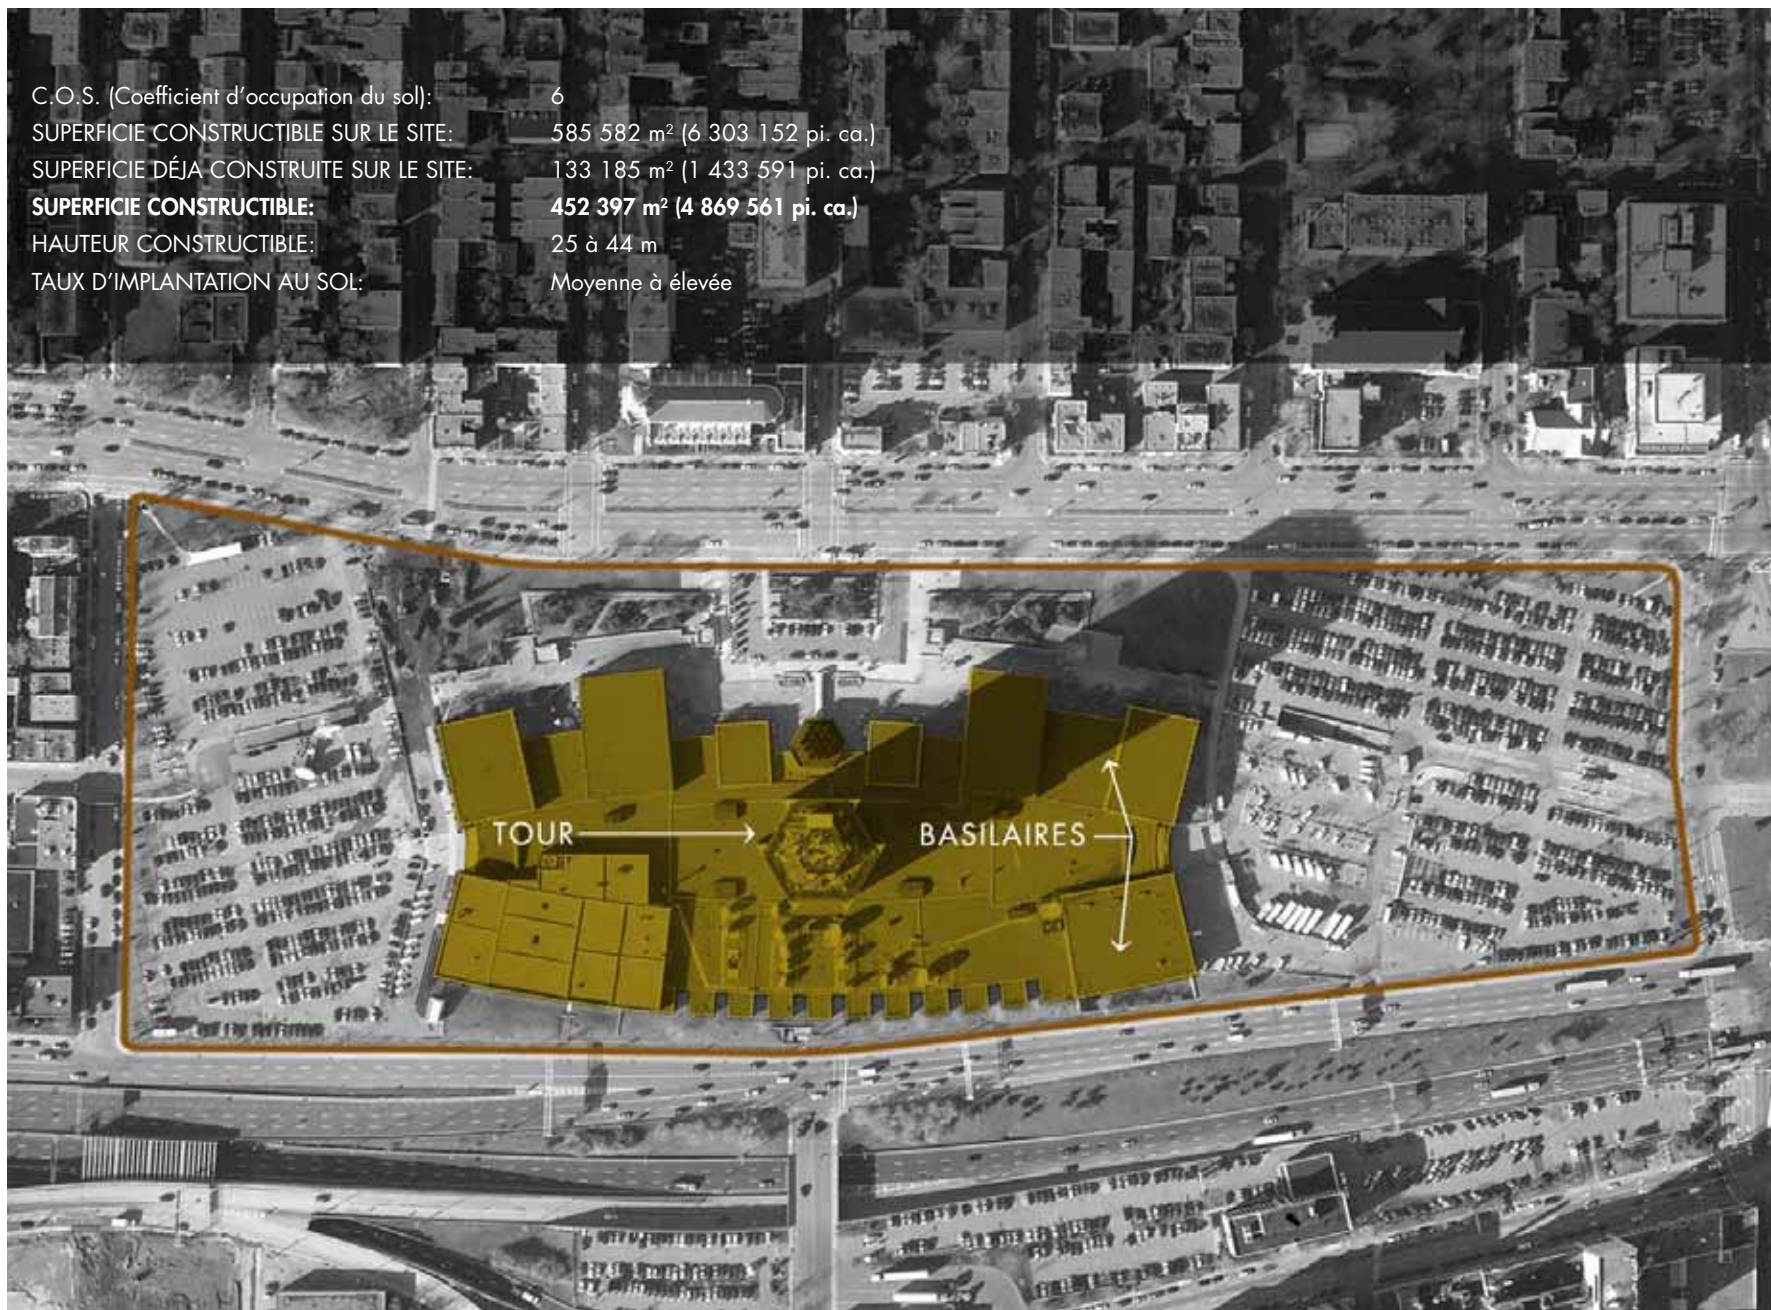 C.O.S. (Coefficient d'occupation du sol): 6
SUPERFICIE CONSTRUCTIBLE SUR LE SITE: 585 582 m² (6 303 152 pi. ca.)
SUPERFICIE DÉJA CONSTRUITE SUR LE SITE: 133 185 m² (1 433 591 pi. ca.)
SUPERFICIE CONSTRUCTIBLE: 452 397 m² (4 869 561 pi. ca.)
HAUTEUR CONSTRUCTIBLE: 25 à 44 m
TAUX D'IMPLANTATION AU SOL: Moyenne à élevée
TOUR BASILAIRES